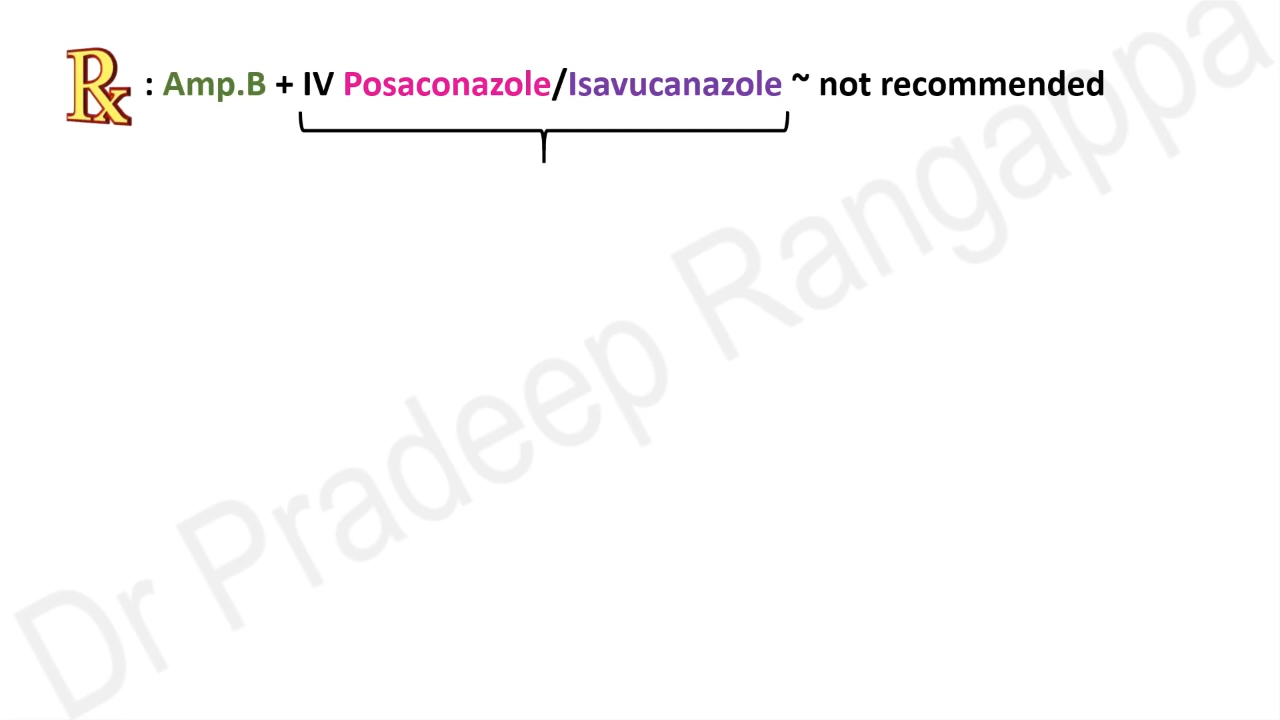 Rx : Amp.B + IV Posaconazole/Isavucanazole ~ not recommended
Dr Pradeep Rangappa